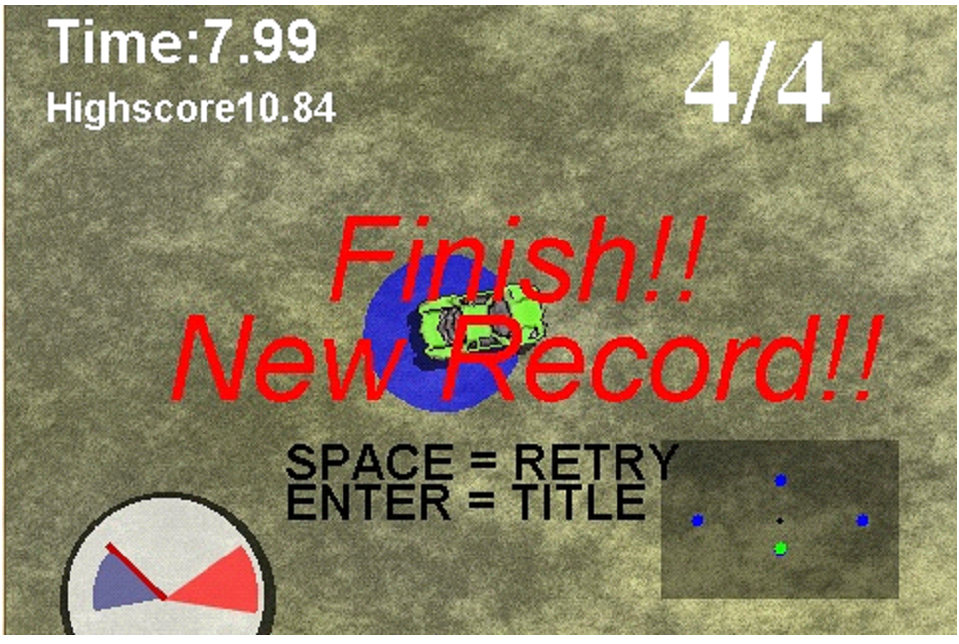 Time:7.99
4/4
Highscore10.84
Finish!!
New Record!!
SPACE = RETRY
ENTER = TITLE